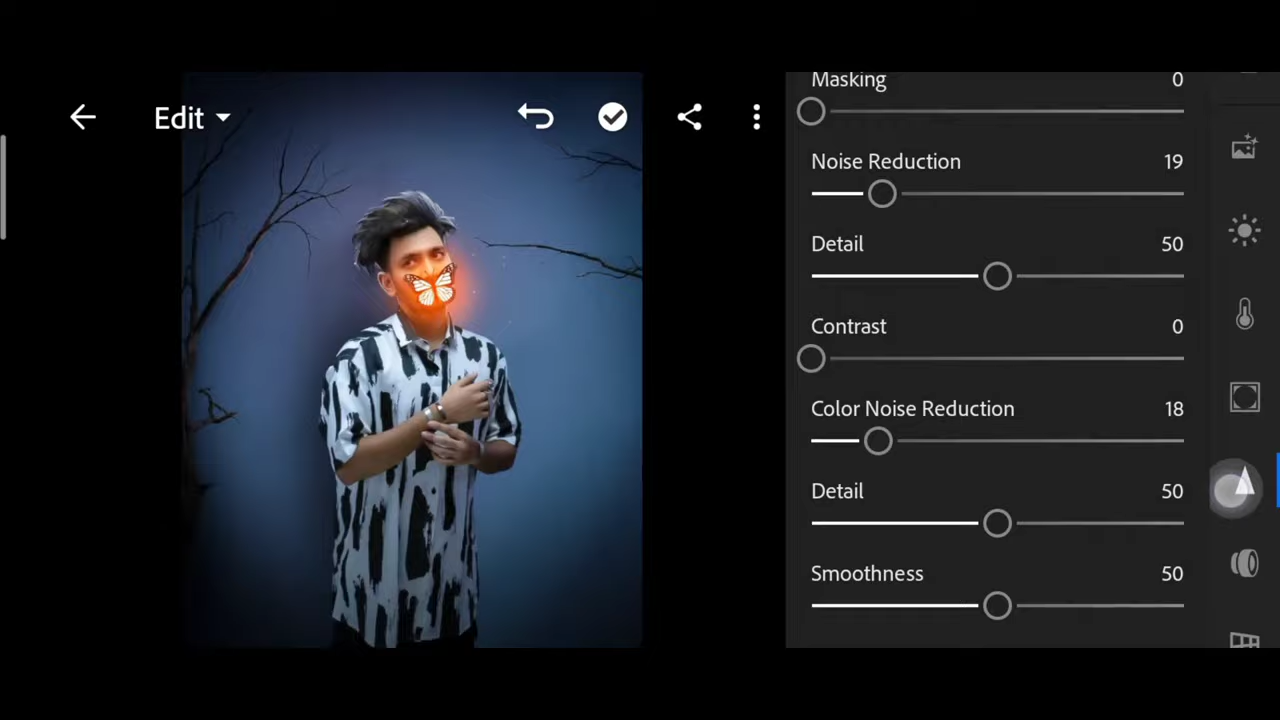 Edit
Masking 0
Noise Reduction 19
Detail 50
Contrast 0
Color Noise Reduction 18
Detail 50
Smoothness 50